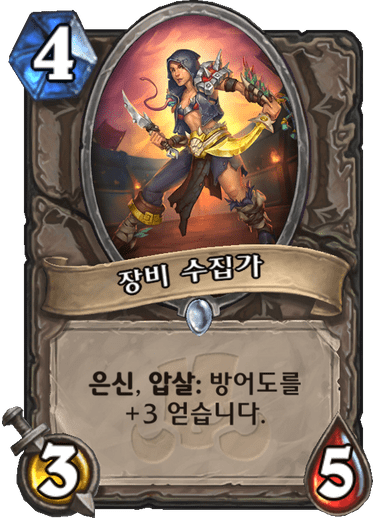 4
장비 수집가
은신, 압살: 방어도를
+3 얻습니다.
3
5